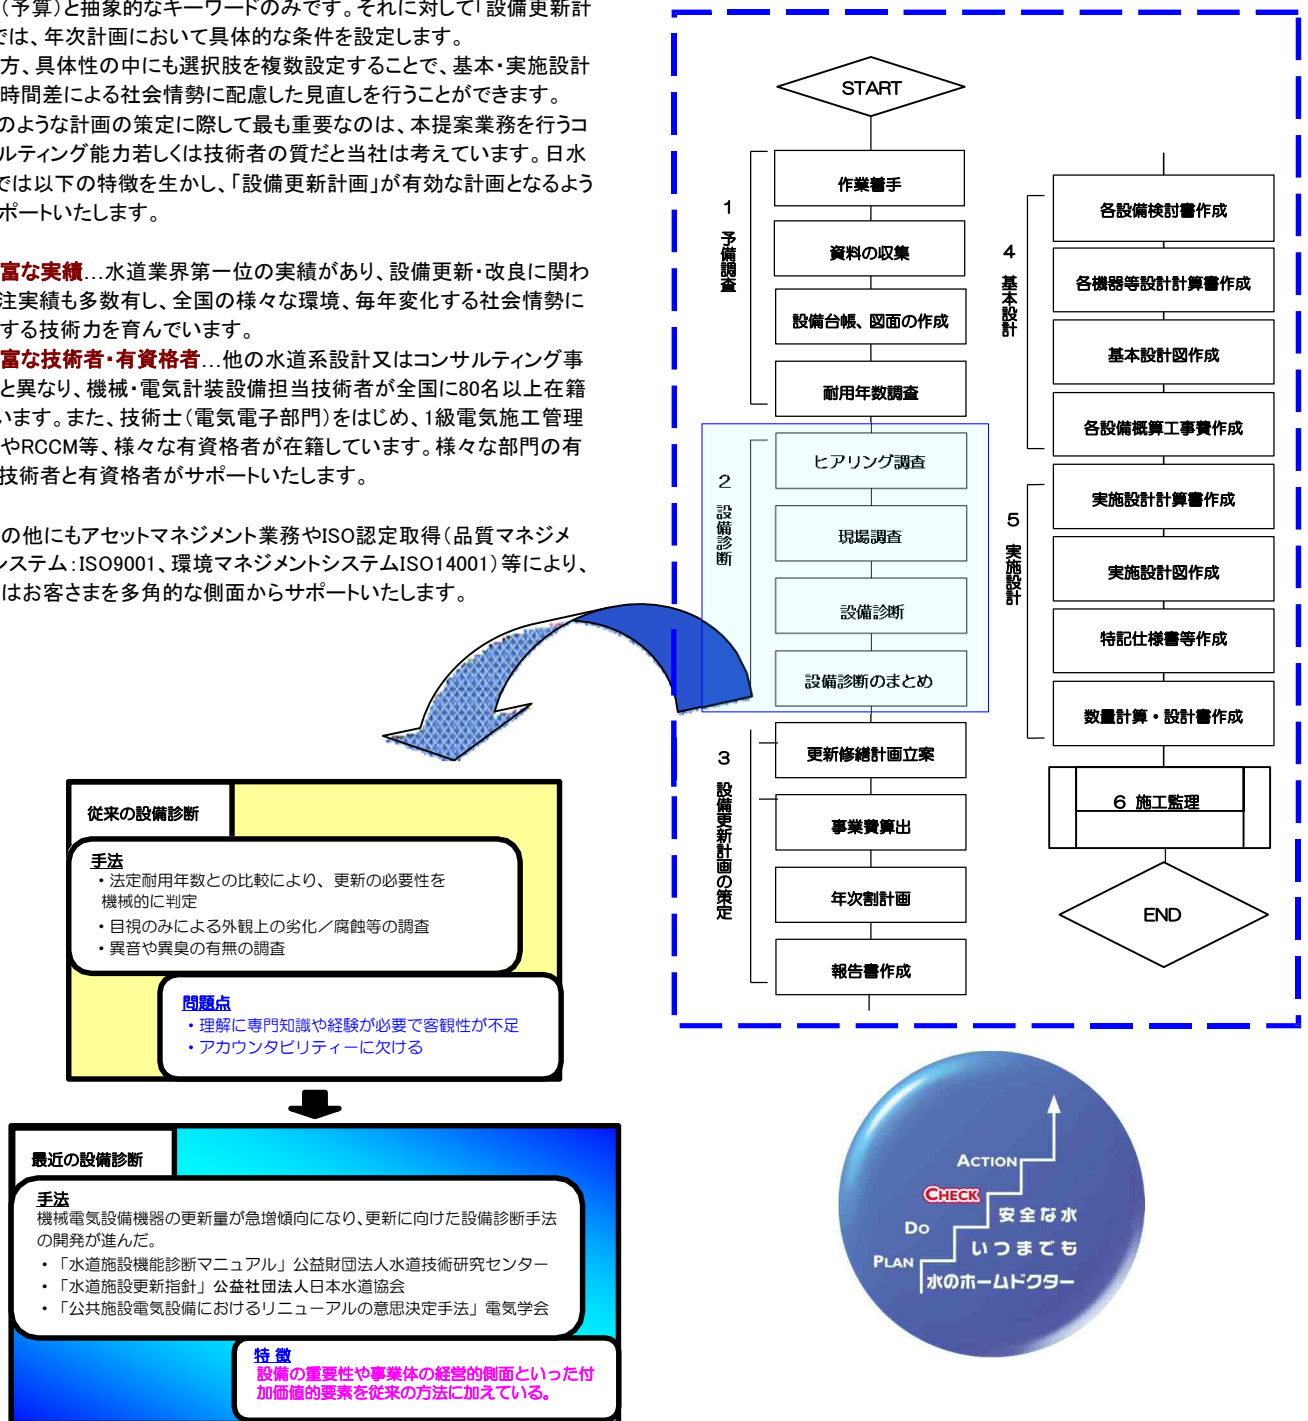 （予算）と抽象的なキーワードのみです。それに対して「設備更新計
では、年次計画において具体的な条件を設定します。
方、具体性の中にも選択肢を複数設定することで、基本・実施設計
時間差による社会情勢に配慮した見直しを行うことができます。
のような計画の策定に際して最も重要なのは、本提案業務を行うコ
ルティング能力若しくは技術者の質だと当社は考えています。日水
では以下の特徴を生かし、「設備更新計画」が有効な計画となるよう
ポートいたします。
富な実績…水道業界第一位の実績があり、設備更新・改良に関わ
注実績も多数有し、全国の様々な環境、毎年変化する社会情勢に
する技術力を育んでいます。
富な技術者・有資格者…他の水道系設計又はコンサルティング事
と異なり、機械・電気計装設備担当技術者が全国に80名以上在籍
います。また、技術士（電気電子部門）をはじめ、1級電気施工管理
やRCCM等、様々な有資格者が在籍しています。様々な部門の有
技術者と有資格者がサポートいたします。
の他にもアセットマネジメント業務やISO認定取得（品質マネジメ
システム：ISO9001、環境マネジメントシステムISO14001）等により、
はお客さまを多角的な側面からサポートいたします。
START
1 予備調査
作業着手
資料の収集
設備台帳、図面の作成
耐用年数調査
2 設備診断
ヒアリング調査
現場調査
設備診断
設備診断のまとめ
3 設備更新計画の策定
更新修繕計画立案
事業費算出
年次割計画
報告書作成
4 基本設計
各設備検討書作成
各機器等設計計算書作成
基本設計図作成
各設備概算工事費作成
5 実施設計
実施設計計算書作成
実施設計図作成
特記仕様書等作成
数量計算・設計書作成
6 施工監理
END
従来の設備診断
手法
・法定耐用年数との比較により、更新の必要性を
機械的に判定
・目視のみによる外観上の劣化／腐蝕等の調査
・異音や異臭の有無の調査
問題点
・理解に専門知識や経験が必要で客観性が不足
・アカウンタビリティーに欠ける
最近の設備診断
手法
機械電気設備機器の更新量が急増傾向になり、更新に向けた設備診断手法
の開発が進んだ。
・「水道施設機能診断マニュアル」公益財団法人水道技術研究センター
・「水道施設更新指針」公益社団法人日本水道協会
・「公共施設電気設備におけるリニューアルの意思決定手法」電気学会
特 徴
設備の重要性や事業体の経営的側面といった付
加価値的要素を従来の方法に加えている。
ACTION
CHECK
DO
PLAN
安全な水
いつまでも
水のホームドクター